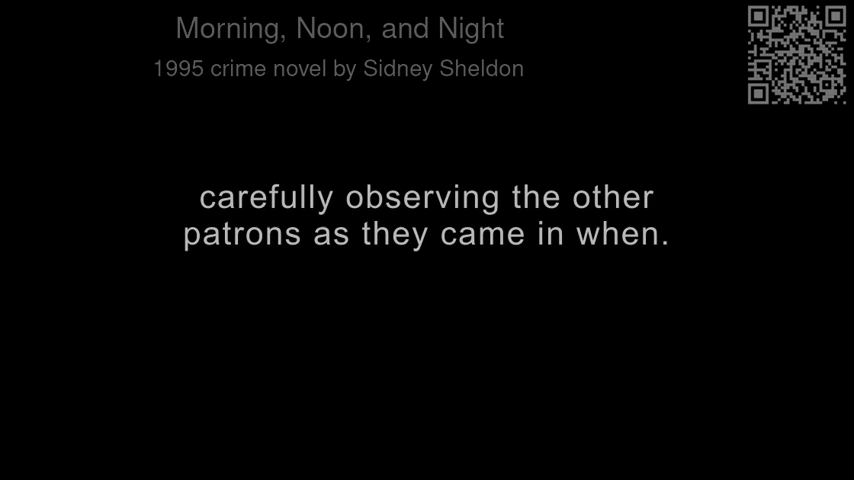 Morning, Noon, and Night
1995 crime novel by Sidney Sheldon
carefully observing the other
patrons as they came in when.